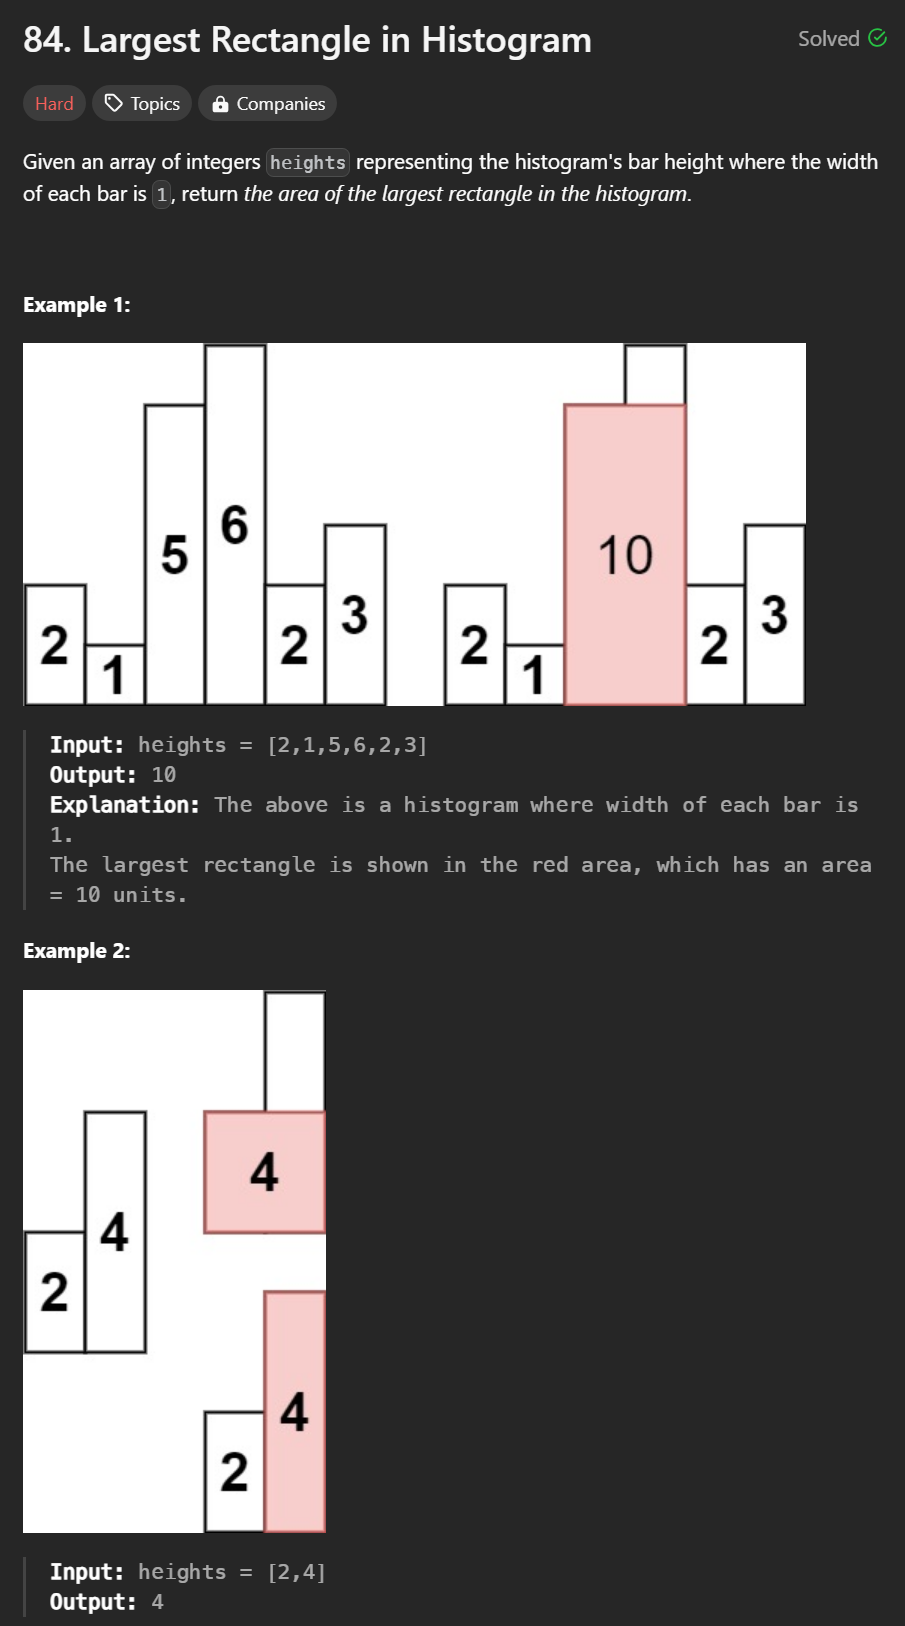 84. Largest Rectangle in Histogram
Solved
Hard Topics Companies
Given an array of integers heights representing the histogram's bar height where the width
of each bar is 1, return the area of the largest rectangle in the histogram.
Example 1:
2 1 5 6 2 3 2 1 10 2 3
Input: heights = [2,1,5,6,2,3]
Output: 10
Explanation: The above is a histogram where width of each bar is
1.
The largest rectangle is shown in the red area, which has an area
= 10 units.
Example 2:
4
4
2
4
2
Input: heights = [2,4]
Output: 4